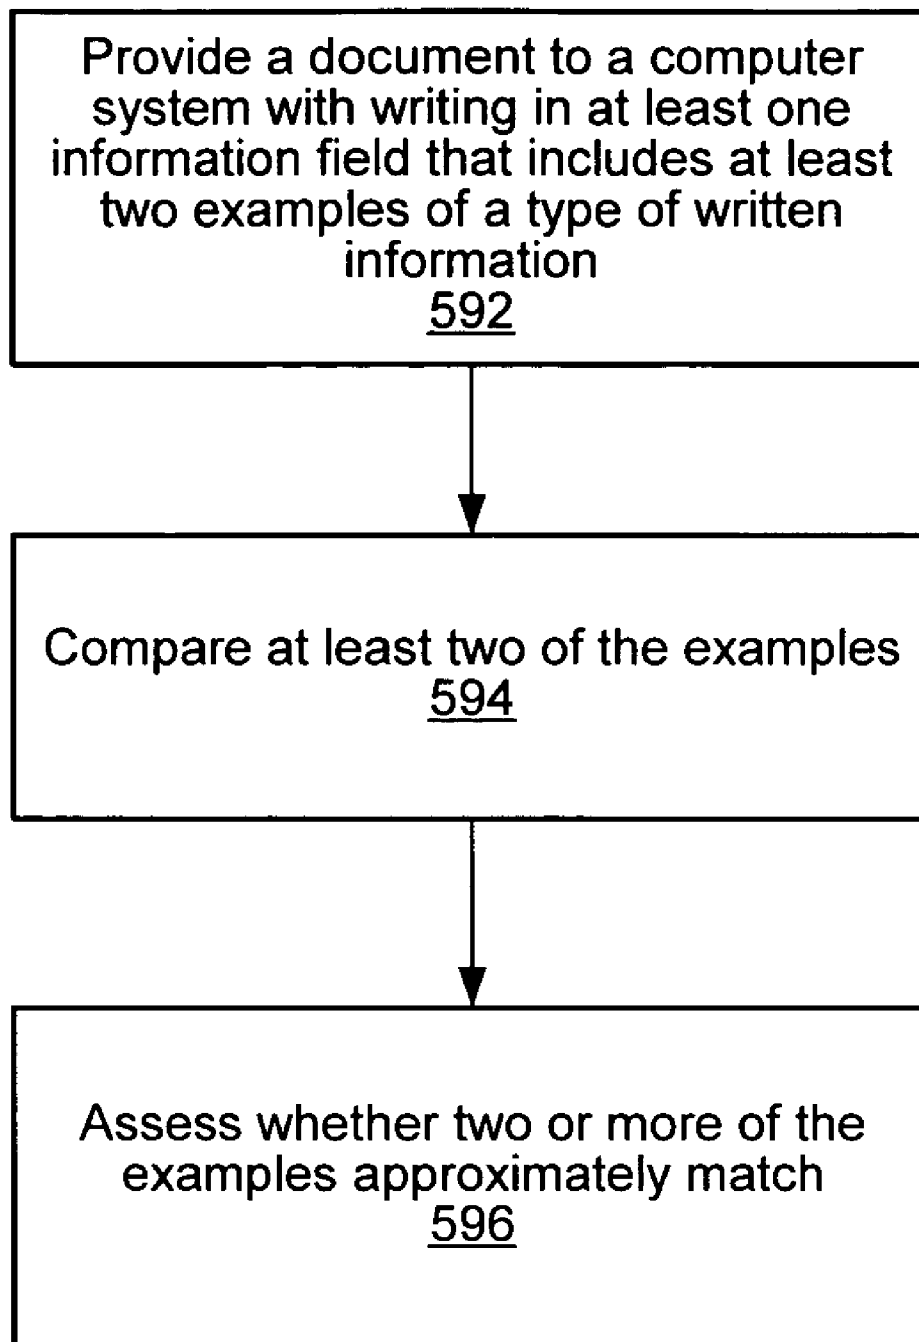 Provide a document to a computer
system with writing in at least one
information field that includes at least
two examples of a type of written
information
592
Compare at least two of the examples
594
Assess whether two or more of the
examples approximately match
596